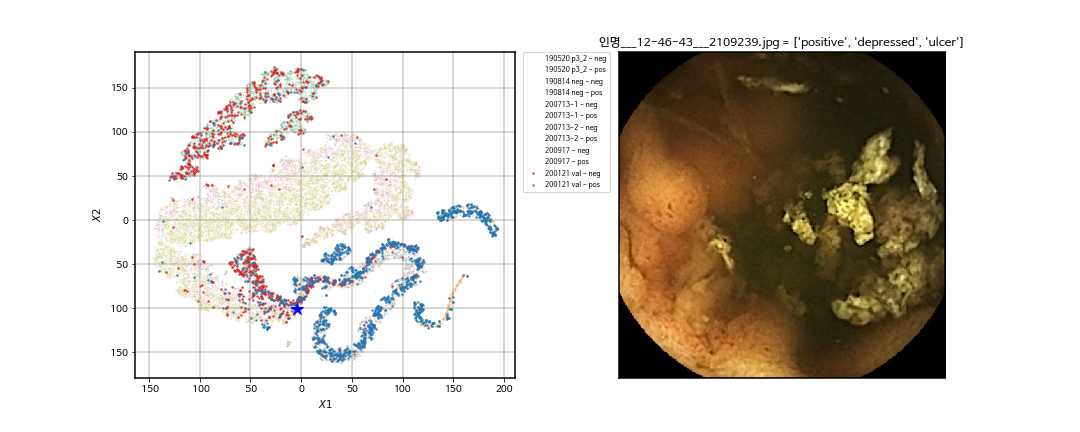 인명___12-46-43___2109239.jpg = ['positive', 'depressed', 'ulcer']
190520 p3_2 - neg
190520 p3_2 - pos
190814 neg - neg
190814 neg - pos
200713-1 - neg
200713-1 - pos
200713-2 - neg
200713-2 - pos
200917 - neg
200917 - pos
200121 val - neg
200121 val - pos
150
100
50
0
50
100
150
X2
150 100 50 0 50 100 150 200
X1